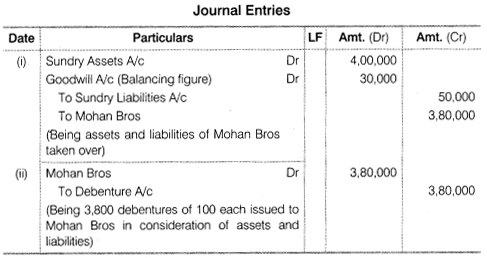 Journal Entries
Date Particulars LF Amt. (Dr) Amt. (Cr)
(i) Sundry Assets A/c Dr 4,00,000
Goodwill A/c (Balancing figure) Dr 30,000
To Sundry Liabilities A/c 50,000
To Mohan Bros 3,80,000
(Being assets and liabilities of Mohan Bros
taken over)
(ii) Mohan Bros Dr 3,80,000
To Debenture A/c 3,80,000
(Being 3,800 debentures of 100 each issued to
Mohan Bros in consideration of assets and
liabilities)